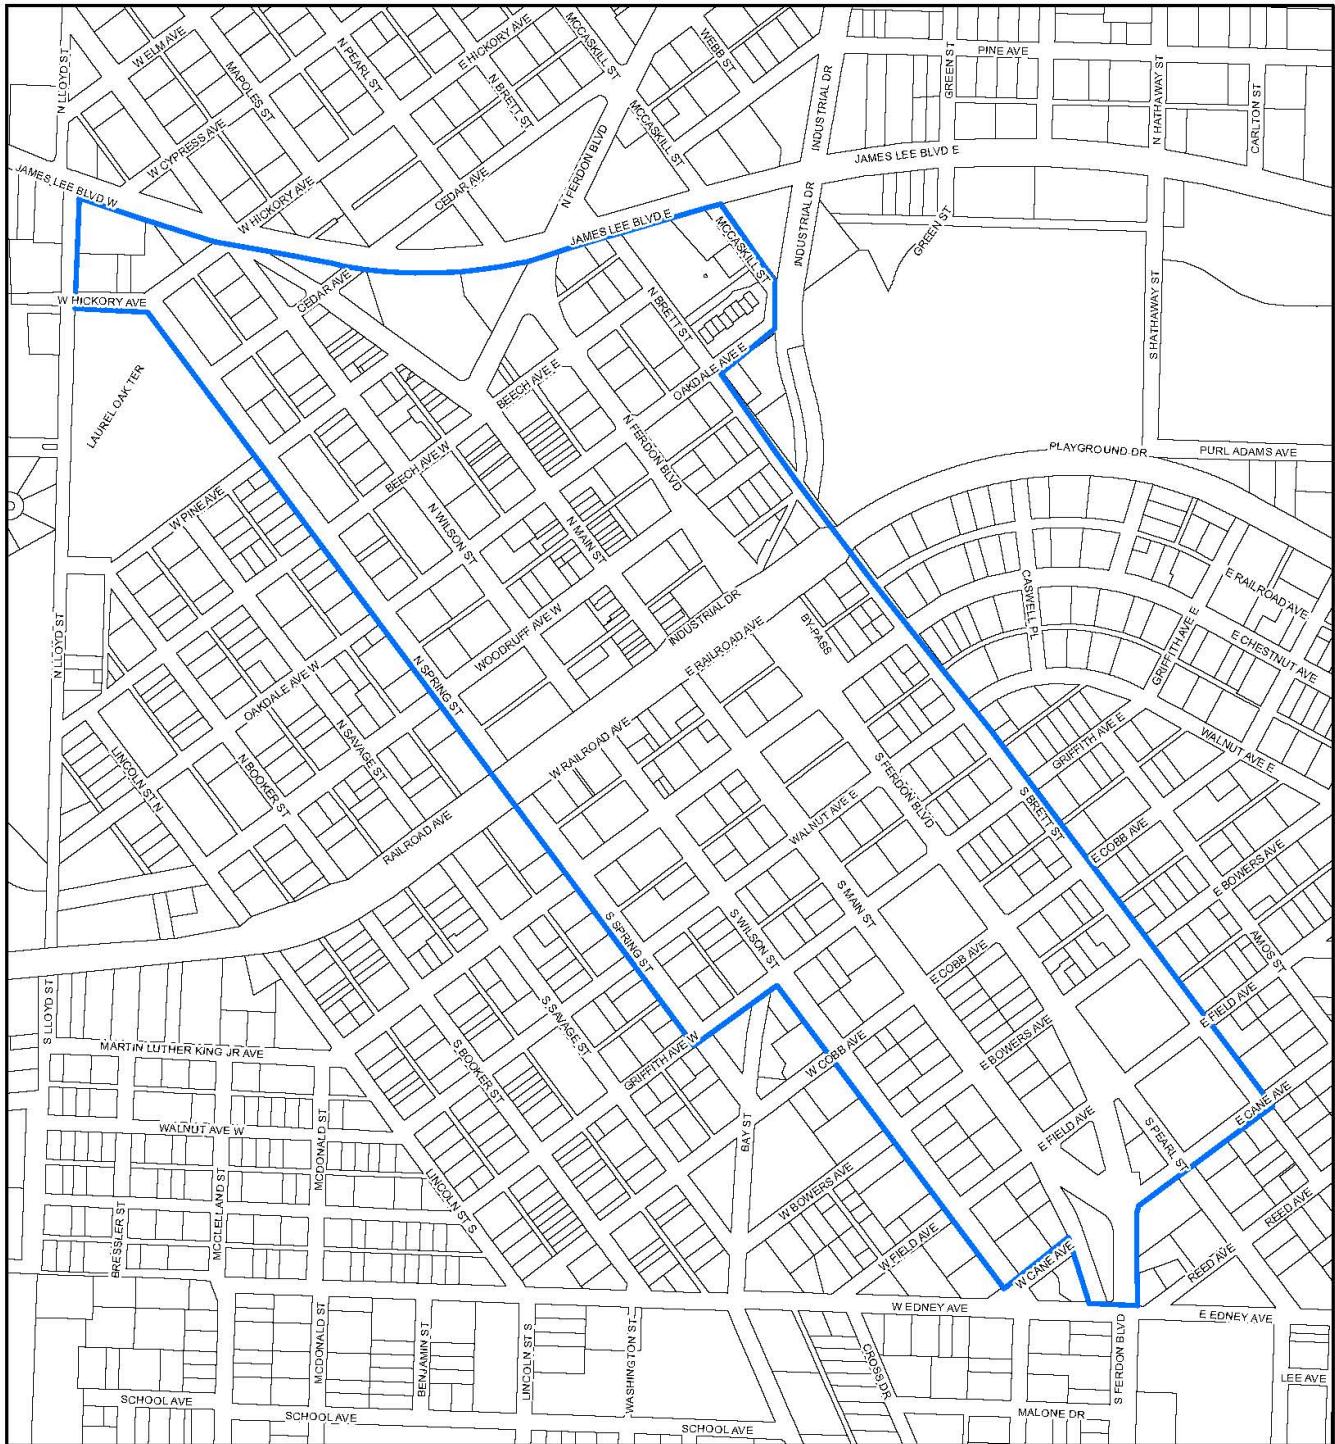 W ELM AVE
MAPOLES ST
N PEARL ST
E HICKORY AVE
MCCASKILL ST
WEBB ST
N BRETT ST
INDUSTRIAL DR
GREEN ST
PINE AVE
N HATHAWAY ST
CARLTON ST
N LLOYD ST
W CYPRESS AVE
MCCASKILL ST
JAMES LEE BLVD E
JAMES LEE BLVD W
W HICKORY AVE
CEDAR AVE
N FERDON BLVD
JAMES LEE BLVD E
MCCASKILL ST
INDUSTRIAL DR
GREEN ST
W HICKORY AVE
CEDAR AVE
N BRETT ST
S HATHAWAY ST
LAUREL OAK TER
BEECH AVE E
OAKDALE AVE E
BEECH AVE W
N FERDON BLVD
PLAYGROUND DR
PURL ADAMS AVE
W PINE AVE
N WILSON ST
N MAIN ST
CASWELL PL
E RAILROAD AVE
N LLOYD ST
N SPRING ST
WOODRUFF AVE W
INDUSTRIAL DR
E RAILROAD AVE
BY-PASS
GRIFFITH AVE E
E CHESTNUT AVE
OAKDALE AVE W
LINCOLN ST N
N BOOKER ST
N SAVAGE ST
W RAILROAD AVE
S FERDON BLVD
GRIFFITH AVE E
WALNUT AVE E
RAILROAD AVE
WALNUT AVE E
S BRETT ST
E COBB AVE
E BOWERS AVE
S SPRING ST
S WILSON ST
S MAIN ST
E COBB AVE
AMOS ST
S LLOYD ST
S SAVAGE ST
E FIELD AVE
MARTIN LUTHER KING JR AVE
S BOOKER ST
GRIFFITH AVE W
W COBB AVE
E BOWERS AVE
WALNUT AVE W
MCDONALD ST
BAY ST
E FIELD AVE
S PEARL ST
E CANE AVE
BRESSLER ST
MCCLELLAND ST
LINCOLN ST S
W BOWERS AVE
W FIELD AVE
W CANE AVE
REED AVE
REED AVE
W EDNEY AVE
E EDNEY AVE
MCDONALD ST
BENJAMIN ST
LINCOLN ST S
WASHINGTON ST
CROSS DR
S FERDON BLVD
LEE AVE
SCHOOL AVE
SCHOOL AVE
SCHOOL AVE
MALONE DR